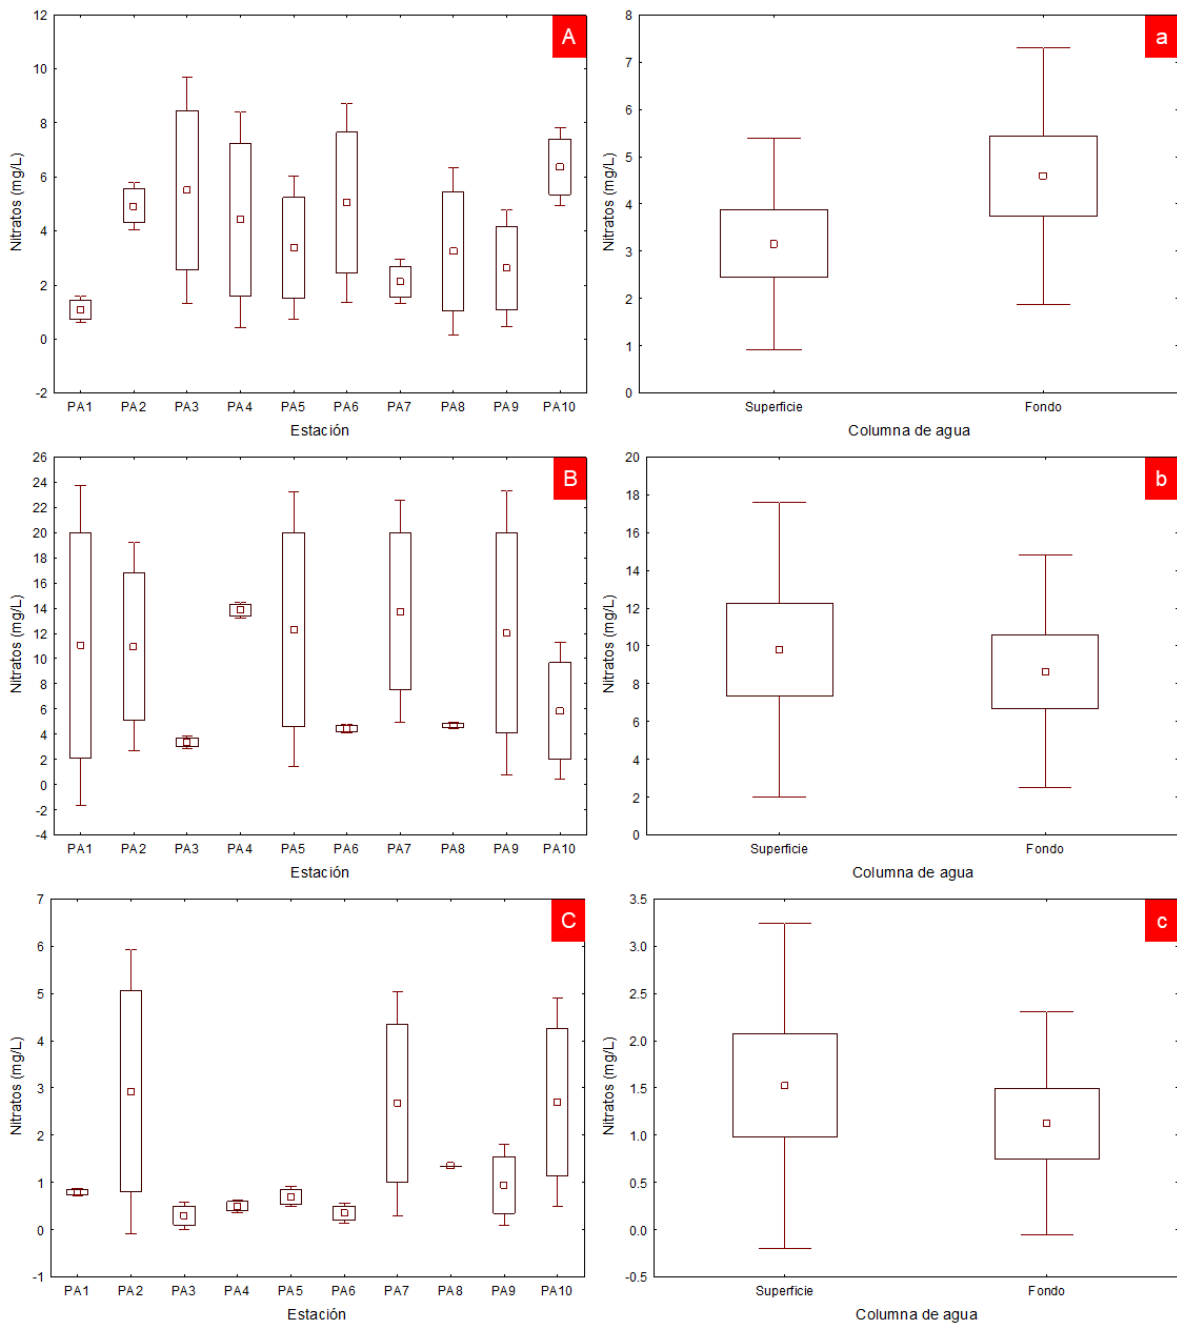 A
12
10
8
6
4
2
0
-2
Nitratos (mg/L)
PA1 PA2 PA3 PA4 PA5 PA6 PA7 PA8 PA9 PA10
Estación
a
8
7
6
5
4
3
2
1
0
Nitratos (mg/L)
Superficie Fondo
Columna de agua
B
26
24
22
20
18
16
14
12
10
8
6
4
2
0
-2
-4
Nitratos (mg/L)
PA1 PA2 PA3 PA4 PA5 PA6 PA7 PA8 PA9 PA10
Estación
b
20
18
16
14
12
10
8
6
4
2
0
Nitratos (mg/L)
Superficie Fondo
Columna de agua
C
7
6
5
4
3
2
1
0
-1
Nitratos (mg/L)
PA1 PA2 PA3 PA4 PA5 PA6 PA7 PA8 PA9 PA10
Estación
c
3.5
3.0
2.5
2.0
1.5
1.0
0.5
0.0
-0.5
Nitratos (mg/L)
Superficie Fondo
Columna de agua